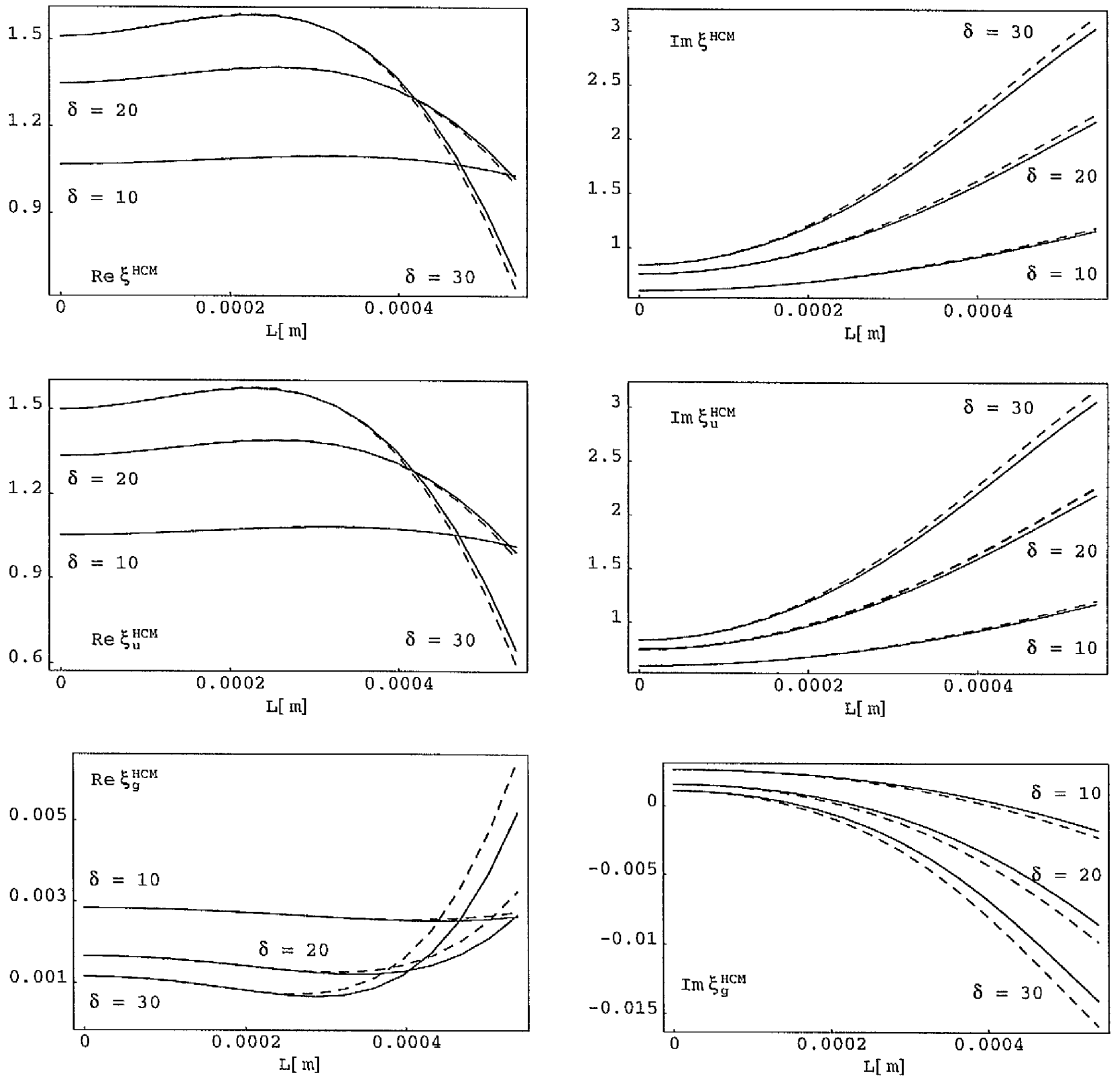 1.5
1.2
0.9
δ = 20
δ = 10
Re ξ^HCM
δ = 30
0
0.0002
0.0004
L[ m]
3
2.5
2
1.5
1
Im ξ^HCM
δ = 30
δ = 20
δ = 10
0
0.0002
0.0004
L[ m]
1.5
1.2
0.9
0.6
δ = 20
δ = 10
Re ξ_u^HCM
δ = 30
0
0.0002
0.0004
L[ m]
3
2.5
2
1.5
1
Im ξ_u^HCM
δ = 30
δ = 20
δ = 10
0
0.0002
0.0004
L[ m]
Re ξ_g^HCM
0.005
0.003
0.001
δ = 10
δ = 20
δ = 30
0
0.0002
0.0004
L[ m]
0
-0.005
-0.01
-0.015
δ = 10
δ = 20
Im ξ_g^HCM
δ = 30
0
0.0002
0.0004
L[ m]